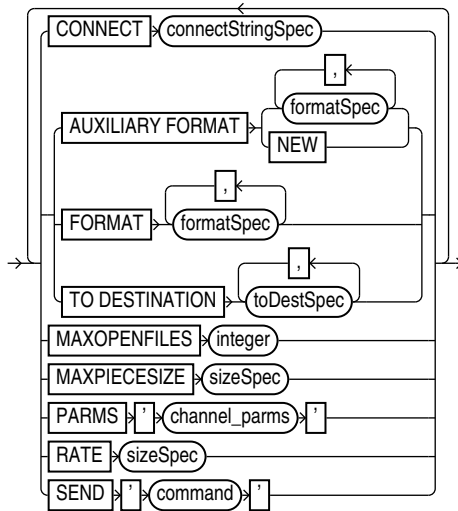 CONNECT connectStringSpec
,
formatSpec
AUXILIARY FORMAT
NEW
,
FORMAT formatSpec
,
TO DESTINATION toDestSpec
MAXOPENFILES integer
MAXPIECESIZE sizeSpec
PARMS ' channel_parms '
RATE sizeSpec
SEND ' command '